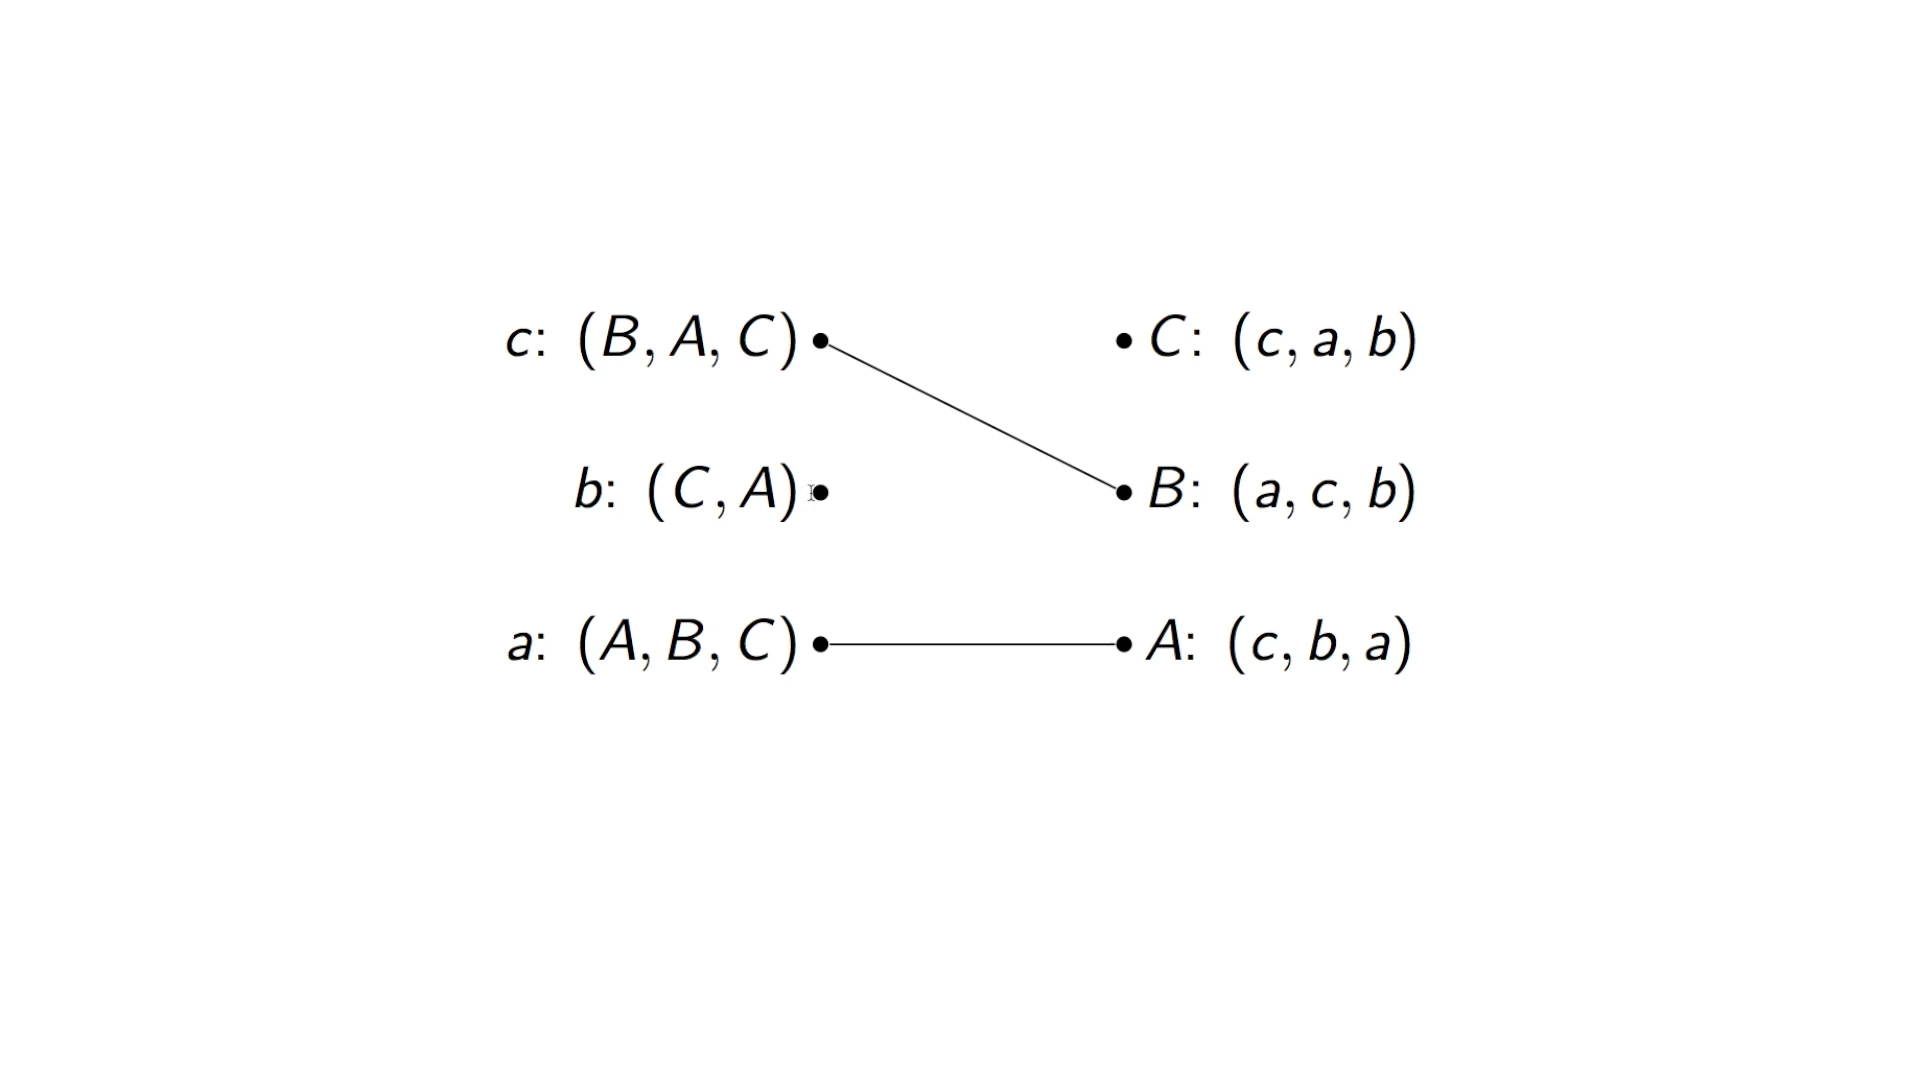 c: (B, A, C) C: (c, a, b)
b: (C, A) B: (a, c, b)
a: (A, B, C) A: (c, b, a)